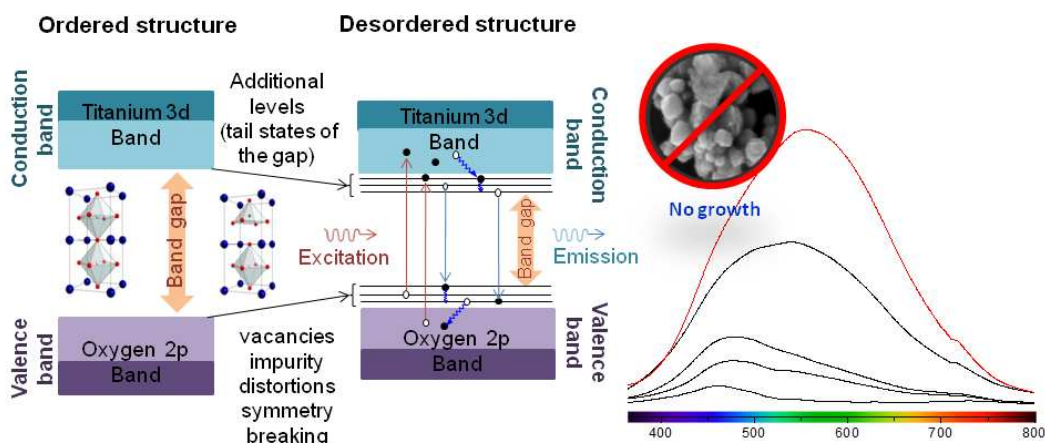 Ordered structure
Desordered structure
Conduction
band
Titanium 3d
Band
Additional
levels
(tail states of
the gap)
Titanium 3d
Band
Conduction
band
Band gap
Excitation
Band gap
Emission
No growth
Valence
band
Oxygen 2p
Band
vacancies
impurity
distortions
symmetry
breaking
Oxygen 2p
Band
Valence
band
400 500 600 700 800